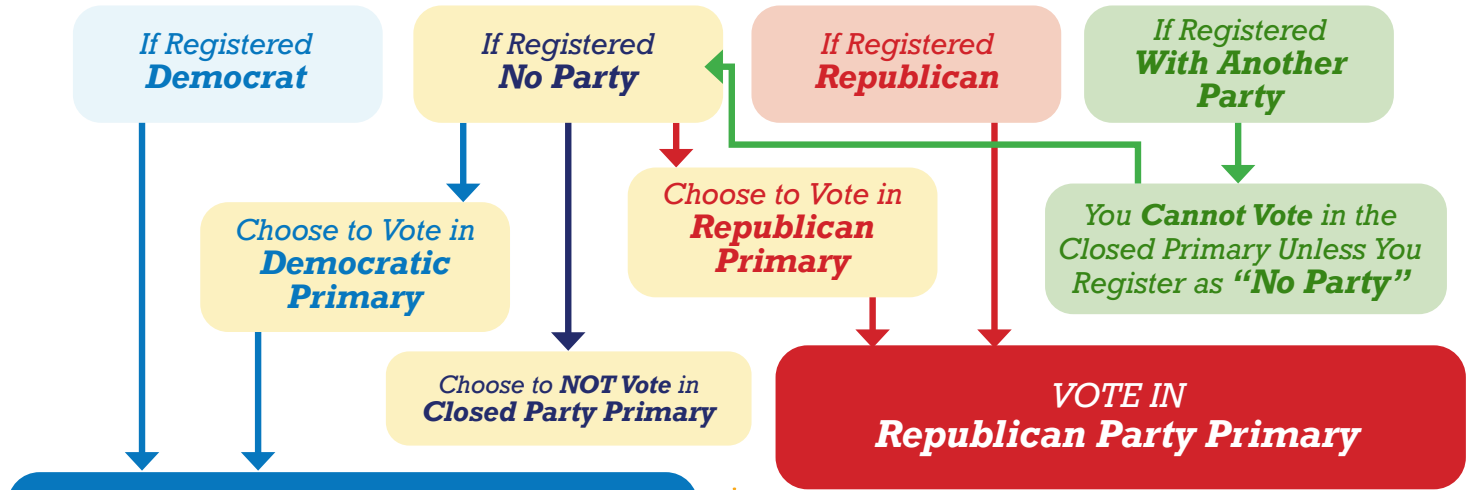 If Registered
Democrat
If Registered
No Party
If Registered
Republican
If Registered
With Another
Party
Choose to Vote in
Democratic
Primary
Choose to Vote in
Republican
Primary
You Cannot Vote in the
Closed Primary Unless You
Register as “No Party”
Choose to NOT Vote in
Closed Party Primary
VOTE IN
Republican Party Primary